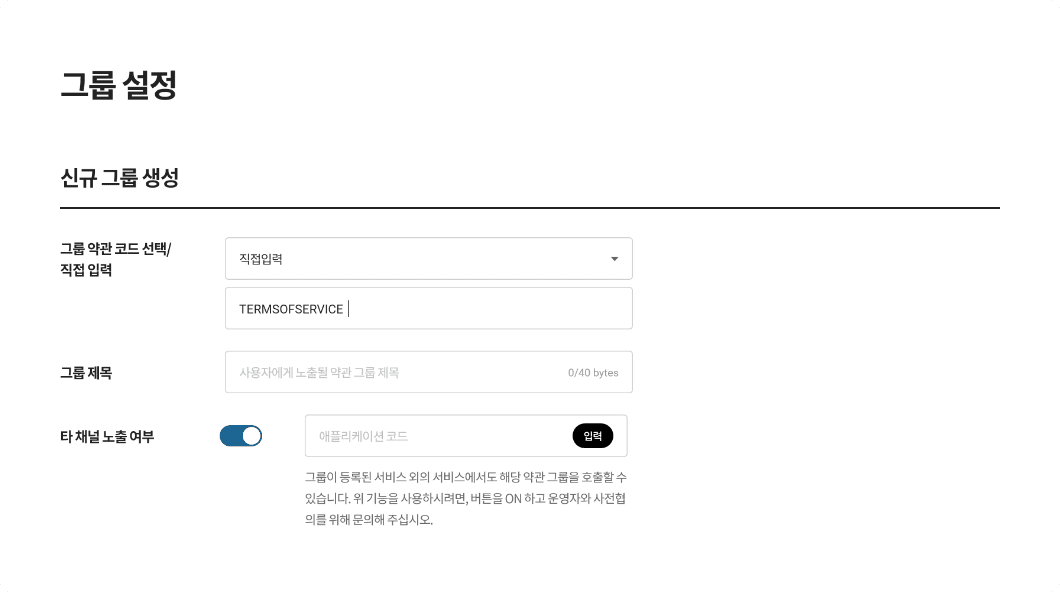 그룹 설정
신규 그룹 생성
그룹 약관 코드 선택/
직접 입력
직접입력
TERMSOFSERVICE
그룹 제목
사용자에게 노출될 약관 그룹 제목
0/40 bytes
타 채널 노출 여부
애플리케이션 코드
입력
그룹이 등록된 서비스 외의 서비스에서도 해당 약관 그룹을 호출할 수
있습니다. 위 기능을 사용하시려면, 버튼을 ON 하고 운영자와 사전협
의를 위해 문의해 주십시오.